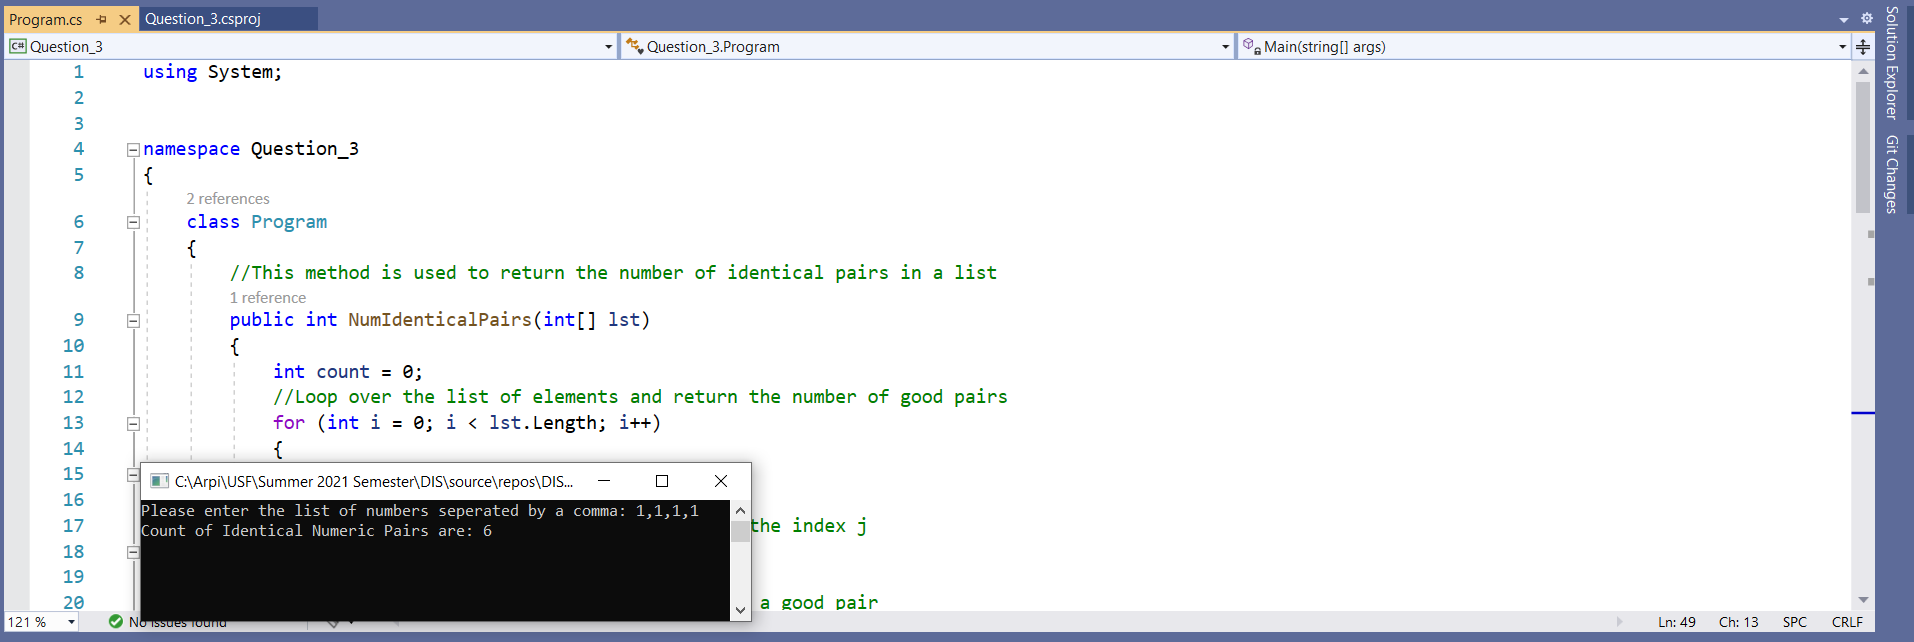 Program.cs
Question_3.csproj
C# Question_3
Question_3.Program
Main(string[] args)
Solution Explorer
Git Changes
1 using System;
2
3
4 namespace Question_3
5 {
2 references
6 class Program
7 {
8 //This method is used to return the number of identical pairs in a list
1 reference
9 public int NumIdenticalPairs(int[] lst)
10 {
11 int count = 0;
12 //Loop over the list of elements and return the number of good pairs
13 for (int i = 0; i < lst.Length; i++)
14 {
15
16
17 the index j
18
19
20 a good pair
C:\Arpi\USF\Summer 2021 Semester\DIS\source\repos\DIS...
Please enter the list of numbers seperated by a comma: 1,1,1,1
Count of Identical Numeric Pairs are: 6
121 %
No issues found
Ln: 49 Ch: 13 SPC CRLF